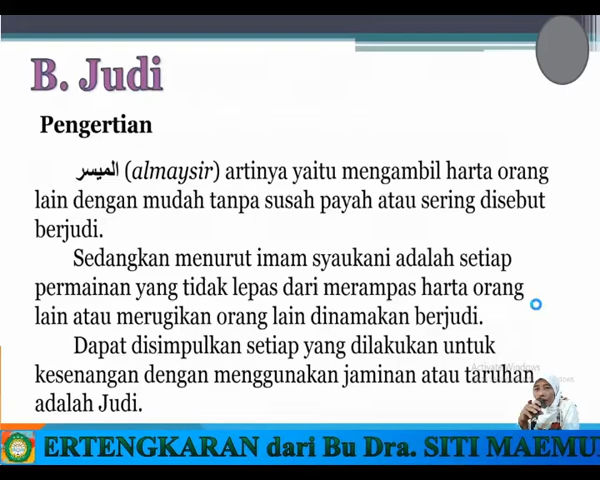 B. Judi
Pengertian
الميسر (almaysir) artinya yaitu mengambil harta orang
lain dengan mudah tanpa susah payah atau sering disebut
berjudi.
Sedangkan menurut imam syaukani adalah setiap
permainan yang tidak lepas dari merampas harta orang
lain atau merugikan orang lain dinamakan berjudi.
Dapat disimpulkan setiap yang dilakukan untuk
kesenangan dengan menggunakan jaminan atau taruhan
adalah Judi.
Activate Windows
ERTENGKARAN dari Bu Dra. SITI MAEMU